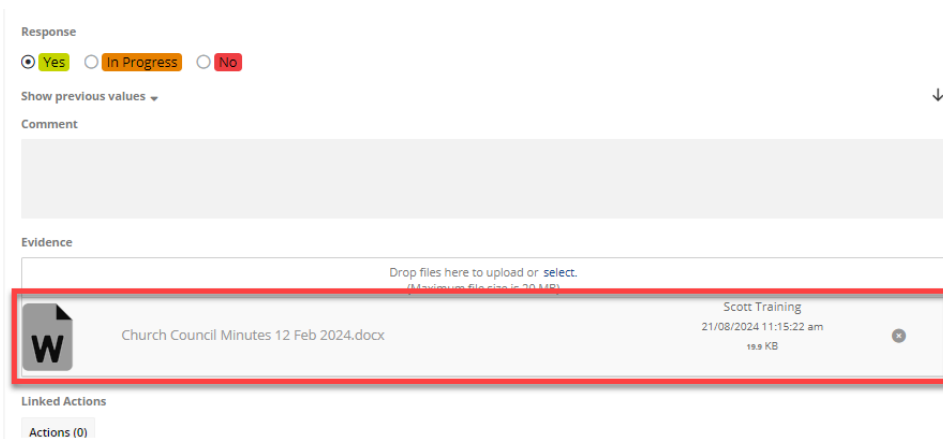 Response
Yes In Progress No
Show previous values
Comment
Evidence
Drop files here to upload or select.
(Maximum file size is 20 MB)
W
Church Council Minutes 12 Feb 2024.docx
Scott Training
21/08/2024 11:15:22 am
19.9 KB
Linked Actions
Actions (0)